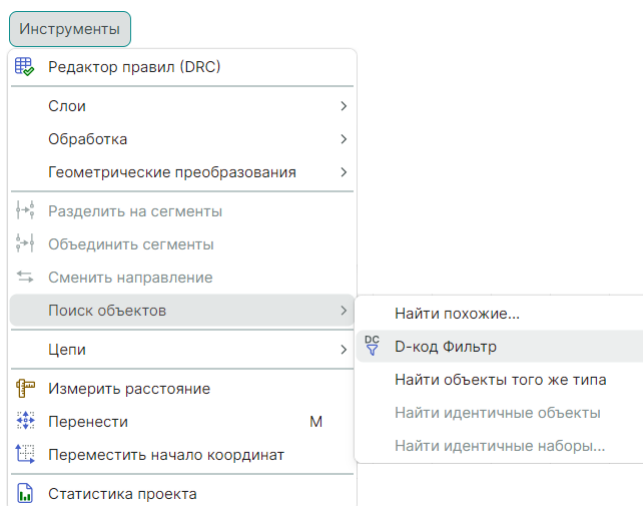 Инструменты
Редактор правил (DRC)
Слои
Обработка
Геометрические преобразования
Разделить на сегменты
Объединить сегменты
Сменить направление
Поиск объектов
Найти похожие...
DC D-код Фильтр
Цепи
Найти объекты того же типа
Измерить расстояние
Найти идентичные объекты
Перенести M
Найти идентичные наборы...
Переместить начало координат
Статистика проекта